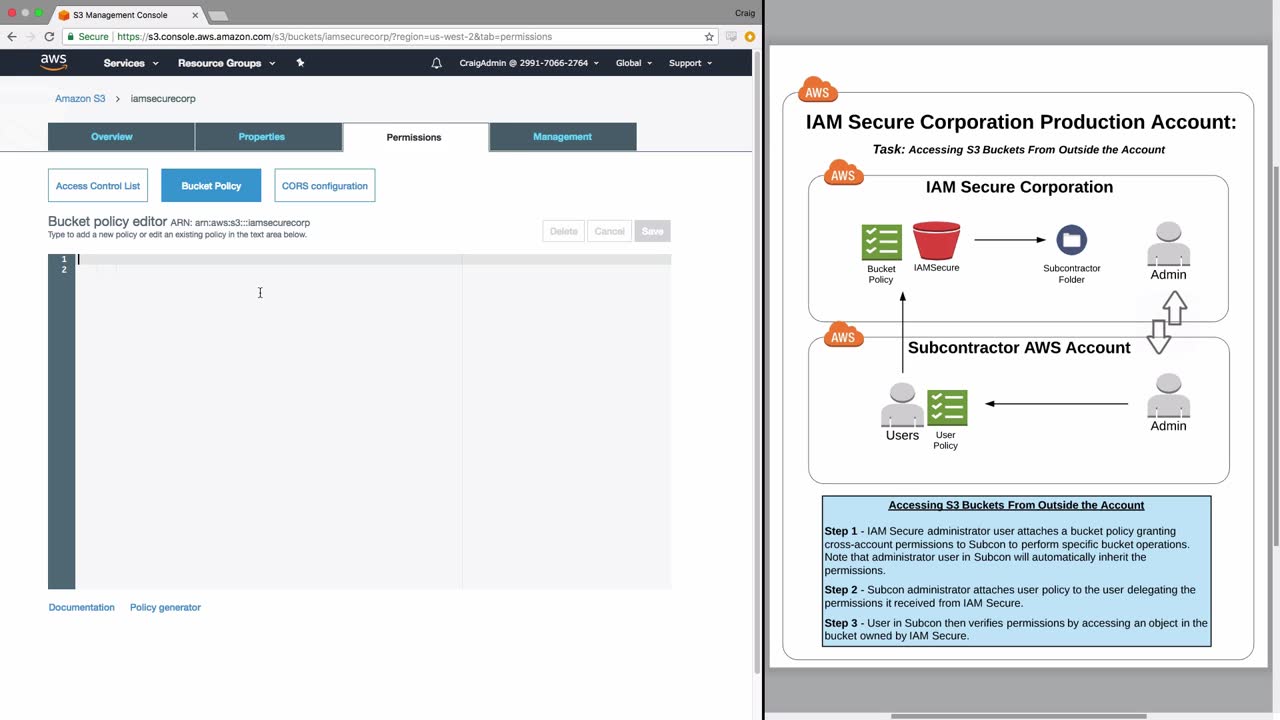 S3 Management Console
Craig
Secure
https://s3.console.aws.amazon.com/s3/buckets/iamsecurecorp/?region=us-west-2&tab=permissions
aws
Services
Resource Groups
CraigAdmin @ 2991-7066-2764
Global
Support
Amazon S3 > iamsecurecorp
Overview
Properties
Permissions
Management
Access Control List
Bucket Policy
CORS configuration
Bucket policy editor ARN: arn:aws:s3:::iamsecurecorp
Type to add a new policy or edit an existing policy in the text area below.
Delete
Cancel
Save
1
2
Documentation
Policy generator
AWS
IAM Secure Corporation Production Account:
Task: Accessing S3 Buckets From Outside the Account
AWS
IAM Secure Corporation
Bucket
Policy
IAMSecure
Subcontractor
Folder
Admin
AWS
Subcontractor AWS Account
Users
User
Policy
Admin
Accessing S3 Buckets From Outside the Account
Step 1 - IAM Secure administrator user attaches a bucket policy granting
cross-account permissions to Subcon to perform specific bucket operations.
Note that administrator user in Subcon will automatically inherit the
permissions.
Step 2 - Subcon administrator attaches user policy to the user delegating the
permissions it received from IAM Secure.
Step 3 - User in Subcon then verifies permissions by accessing an object in the
bucket owned by IAM Secure.